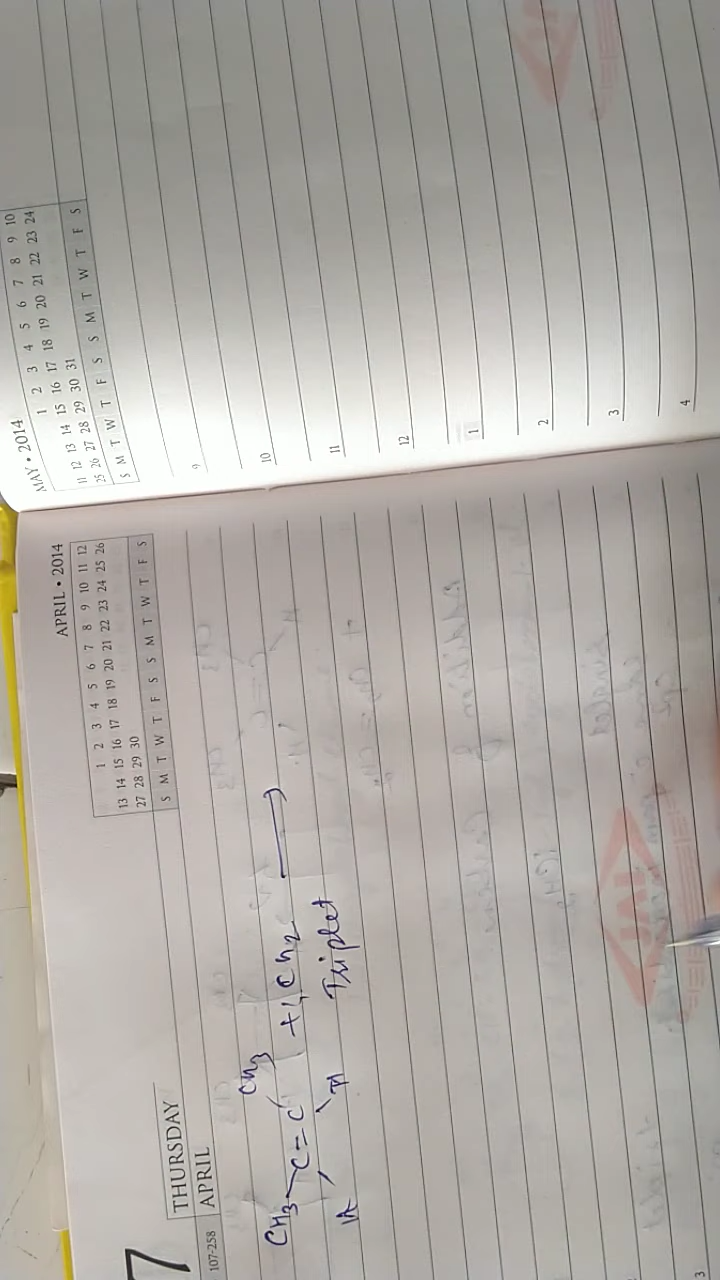 MAY • 2014
1 2 3 4 5 6 7 8 9 10
11 12 13 14 15 16 17 18 19 20 21 22 23 24
25 26 27 28 29 30 31
S M T W T F S S M T W T F S
9
10
11
12
1
2
3
4
APRIL • 2014
1 2 3 4 5 6 7 8 9 10 11 12
13 14 15 16 17 18 19 20 21 22 23 24 25 26
27 28 29 30
S M T W T F S S M T W T F S
7
THURSDAY
107-258 APRIL
CH3 CH3
C=C + :CH2 ⟶
H H Triplet
3